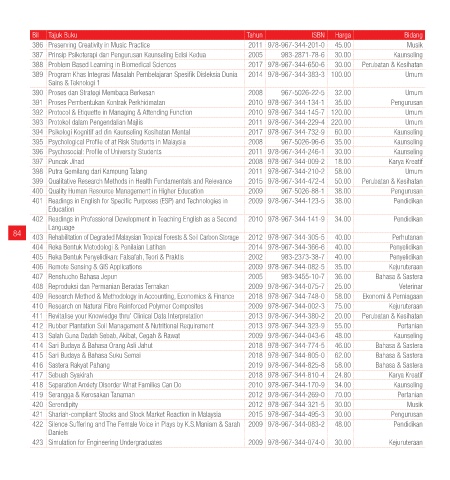 Bil Tajuk Buku Tahun ISBN Harga Bidang
386 Preserving Creativity in Music Practice 2011 978-967-344-201-0 45.00 Musik
387 Prinsip Psikoterapi dan Pengurusan Kaunseling Edisi Kedua 2005 983-2871-78-6 30.00 Kaunseling
388 Problem Based Learning in Biomedical Sciences 2017 978-967-344-650-6 30.00 Perubatan & Kesihatan
389 Program Khas Integrasi Masalah Pembelajaran Spesifik Disleksia Dunia 2014 978-967-344-383-3 100.00 Umum
Sains & Teknologi 1
390 Proses dan Strategi Membaca Berkesan 2008 967-5026-22-5 32.00 Umum
391 Proses Pembentukan Kontrak Perkhidmatan 2010 978-967-344-134-1 35.00 Pengurusan
392 Protocol & Etiquette in Managing & Attending Function 2010 978-967-344-145-7 120.00 Umum
393 Protokol dalam Pengendalian Majlis 2011 978-967-344-229-4 220.00 Umum
394 Psikologi Kognitif ad din Kaunseling Kesihatan Mental 2017 978-967-344-732-9 60.00 Kaunseling
395 Psychological Profile of at Risk Students in Malaysia 2008 967-5026-96-6 35.00 Kaunseling
396 Psychosocial: Profile of University Students 2011 978-967-344-246-1 30.00 Kaunseling
397 Puncak Jihad 2008 978-967-344-009-2 18.00 Karya Kreatif
398 Putra Gemilang dari Kampung Talang 2011 978-967-344-210-2 58.00 Umum
399 Qualitative Research Methods in Health Fundamentals and Relevance 2015 978-967-344-472-4 50.00 Perubatan & Kesihatan
400 Quality Human Resource Management in Higher Education 2009 967-5026-88-1 38.00 Pengurusan
401 Readings in English for Specific Purposes (ESP) and Technologies in 2009 978-967-344-123-5 38.00 Pendidikan
Education
402 Readings in Professional Development in Teaching English as a Second 2010 978-967-344-141-9 34.00 Pendidikan
Language
84
403 Rehabilitation of Degraded Malaysian Tropical Forests & Soil Carbon Storage 2012 978-967-344-305-5 40.00 Perhutanan
404 Reka Bentuk Metodologi & Penilaian Latihan 2014 978-967-344-366-6 40.00 Penyelidikan
405 Reka Bentuk Penyelidikan: Falsafah, Teori & Praktis 2002 983-2373-38-7 40.00 Penyelidikan
406 Remote Sensing & GIS Applications 2009 978-967-344-082-5 35.00 Kejuruteraan
407 Renshucho Bahasa Jepun 2005 983-3455-10-7 36.00 Bahasa & Sastera
408 Reproduksi dan Permanian Beradas Ternakan 2009 978-967-344-075-7 25.00 Veterinar
409 Research Method & Methodology in Accounting, Economics & Finance 2018 978-967-344-748-0 58.00 Ekonomi & Perniagaan
410 Research on Natural Fibre Reinforced Polymer Composites 2009 978-967-344-002-3 75.00 Kejuruteraan
411 Revitalise your Knowledge thru' Clinical Data Interpretation 2013 978-967-344-380-2 20.00 Perubatan & Kesihatan
412 Rubber Plantation Soil Management & Nutritional Requirement 2013 978-967-344-323-9 55.00 Pertanian
413 Salah Guna Dadah Sebab, Akibat, Cegah & Rawat 2009 978-967-344-043-6 48.00 Kaunseling
414 Sari Budaya & Bahasa Orang Asli Jahut 2018 978-967-344-774-9 46.00 Bahasa & Sastera
415 Sari Budaya & Bahasa Suku Semai 2018 978-967-344-805-0 62.00 Bahasa & Sastera
416 Sastera Rakyat Pahang 2019 978-967-344-825-8 58.00 Bahasa & Sastera
417 Sebuah Syakirah 2018 978-967-344-810-4 24.80 Karya Kreatif
418 Separation Anxiety Disorder What Families Can Do 2010 978-967-344-170-9 34.00 Kaunseling
419 Serangga & Kerosakan Tanaman 2012 978-967-344-269-0 70.00 Pertanian
420 Serendipity 2012 978-967-344-321-5 30.00 Musik
421 Shariah-compliant Stocks and Stock Market Reaction in Malaysia 2015 978-967-344-495-3 30.00 Pengurusan
422 Silence Suffering and The Female Voice in Plays by K.S.Maniam & Sarah 2009 978-967-344-083-2 48.00 Pendidikan
Daniels
423 Simulation for Engineering Undergraduates 2009 978-967-344-074-0 30.00 Kejuruteraan